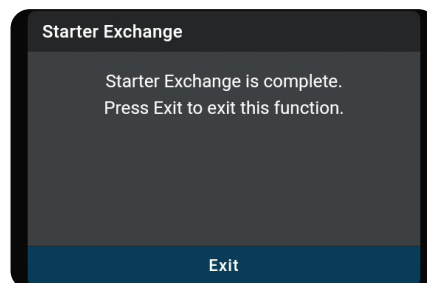 Starter Exchange
Starter Exchange is complete.
Press Exit to exit this function.
Exit